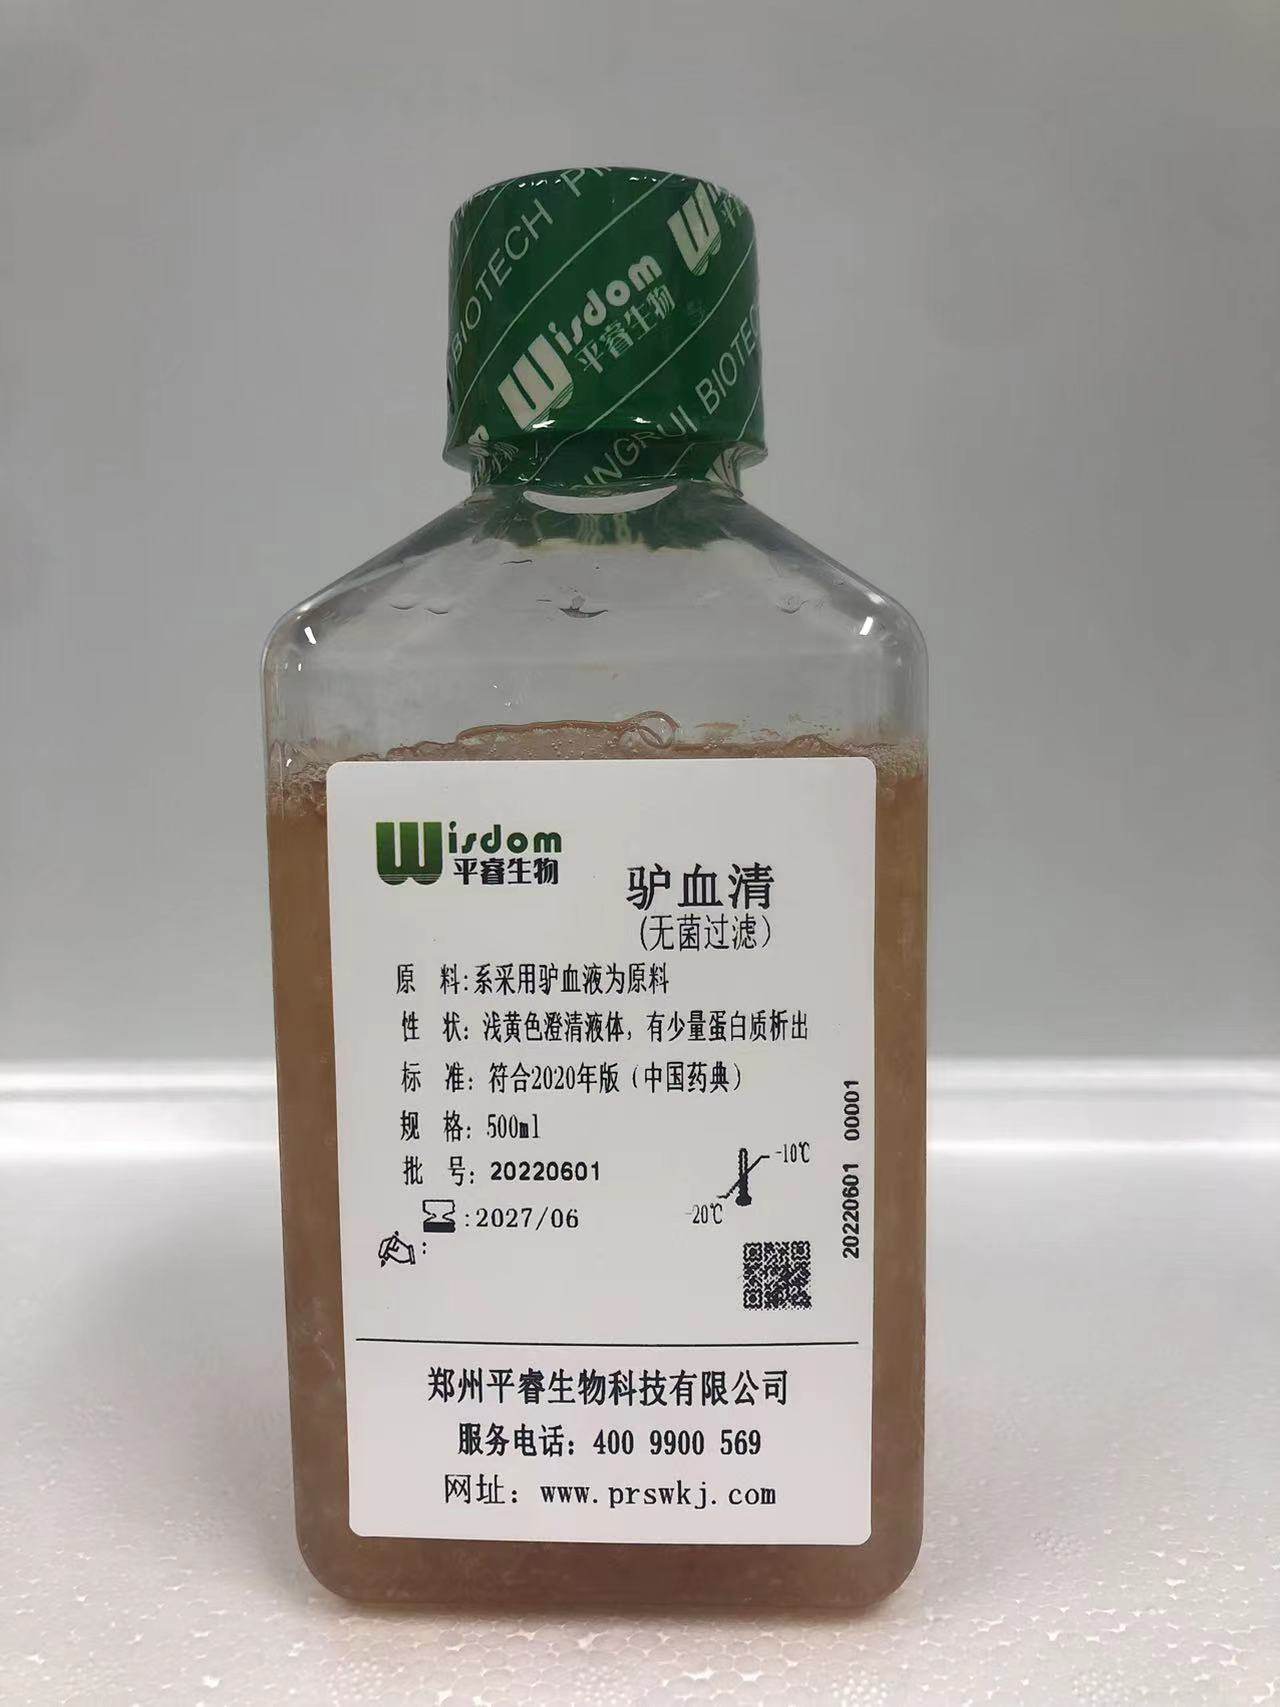 BIOTECH PI
Wisdom
平睿生物
PINGRUI BIOTEC
Wisdom
平睿生物
驴血清
(无菌过滤)
原 料:系采用驴血液为原料
性 状: 浅黄色澄清液体, 有少量蛋白质析出
标 准: 符合2020年版（中国药典）
规 格: 500ml
批 号: 20220601
-10℃
-20℃
:2027/06
:
20220601 00001
郑州平睿生物科技有限公司
服务电话: 400 9900 569
网址: www.prswkj.com